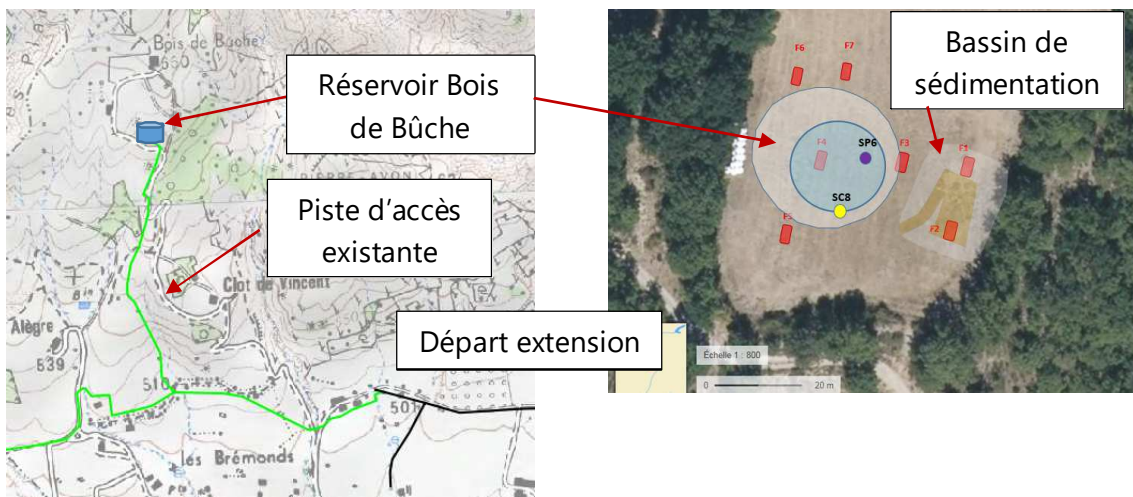 Bois de Bûche
660
Réservoir Bois
de Bûche
Piste d'accès
existante
Clot de Vincent
Alègre
539
510
501
les Brémonds
Départ extension
Bassin de
sédimentation
F6
F7
F4
SP6
F3
F1
SC8
F5
F2
Échelle 1 : 800
0
20 m